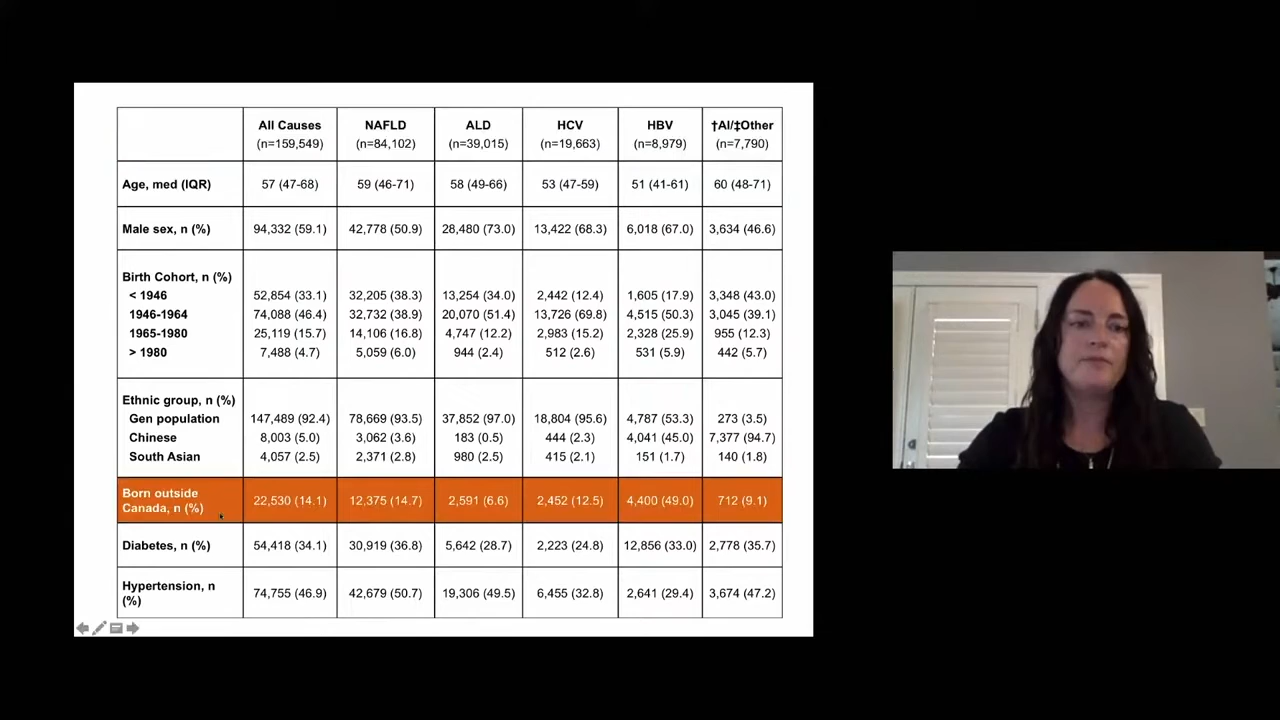 All Causes NAFLD ALD HCV HBV †AI/‡Other
(n=159,549) (n=84,102) (n=39,015) (n=19,663) (n=8,979) (n=7,790)
Age, med (IQR) 57 (47-68) 59 (46-71) 58 (49-66) 53 (47-59) 51 (41-61) 60 (48-71)
Male sex, n (%) 94,332 (59.1) 42,778 (50.9) 28,480 (73.0) 13,422 (68.3) 6,018 (67.0) 3,634 (46.6)
Birth Cohort, n (%)
< 1946 52,854 (33.1) 32,205 (38.3) 13,254 (34.0) 2,442 (12.4) 1,605 (17.9) 3,348 (43.0)
1946-1964 74,088 (46.4) 32,732 (38.9) 20,070 (51.4) 13,726 (69.8) 4,515 (50.3) 3,045 (39.1)
1965-1980 25,119 (15.7) 14,106 (16.8) 4,747 (12.2) 2,983 (15.2) 2,328 (25.9) 955 (12.3)
> 1980 7,488 (4.7) 5,059 (6.0) 944 (2.4) 512 (2.6) 531 (5.9) 442 (5.7)
Ethnic group, n (%)
Gen population 147,489 (92.4) 78,669 (93.5) 37,852 (97.0) 18,804 (95.6) 4,787 (53.3) 273 (3.5)
Chinese 8,003 (5.0) 3,062 (3.6) 183 (0.5) 444 (2.3) 4,041 (45.0) 7,377 (94.7)
South Asian 4,057 (2.5) 2,371 (2.8) 980 (2.5) 415 (2.1) 151 (1.7) 140 (1.8)
Born outside
Canada, n (%) 22,530 (14.1) 12,375 (14.7) 2,591 (6.6) 2,452 (12.5) 4,400 (49.0) 712 (9.1)
Diabetes, n (%) 54,418 (34.1) 30,919 (36.8) 5,642 (28.7) 2,223 (24.8) 12,856 (33.0) 2,778 (35.7)
Hypertension, n
(%) 74,755 (46.9) 42,679 (50.7) 19,306 (49.5) 6,455 (32.8) 2,641 (29.4) 3,674 (47.2)